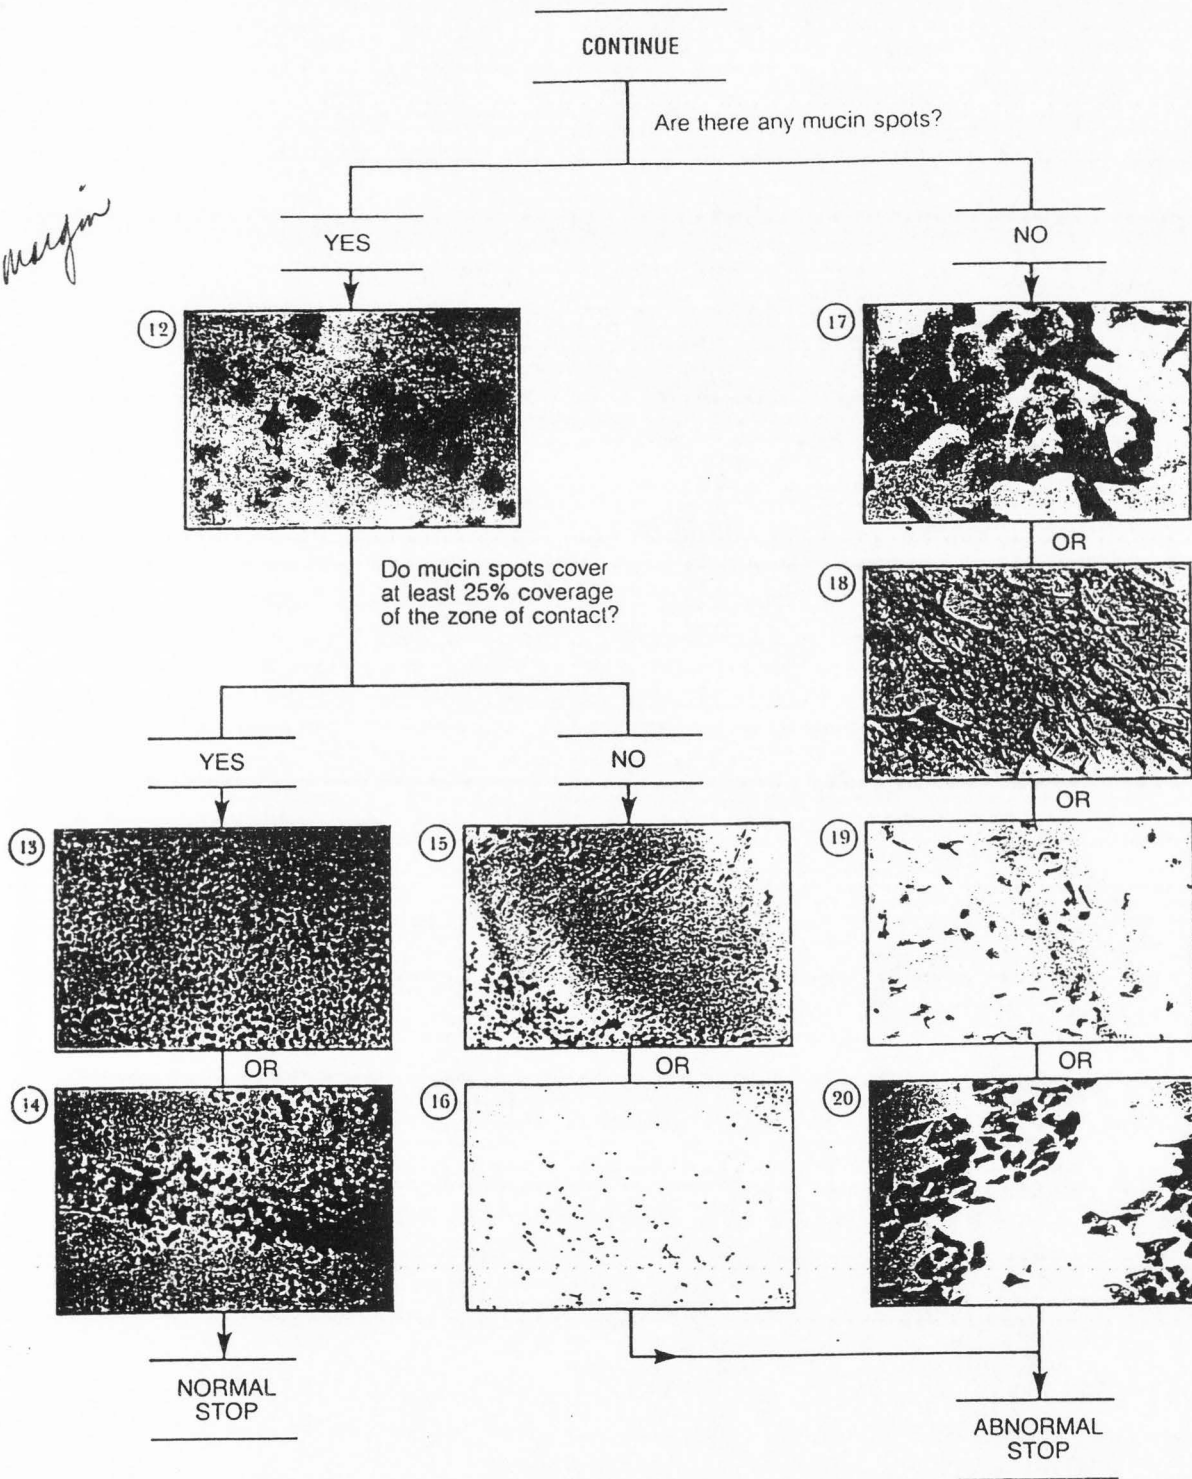 CONTINUE
Are there any mucin spots?
margin
YES
NO
12
17
OR
Do mucin spots cover
at least 25% coverage
of the zone of contact?
18
YES
NO
OR
13
15
19
OR
OR
OR
14
16
20
NORMAL
STOP
ABNORMAL
STOP